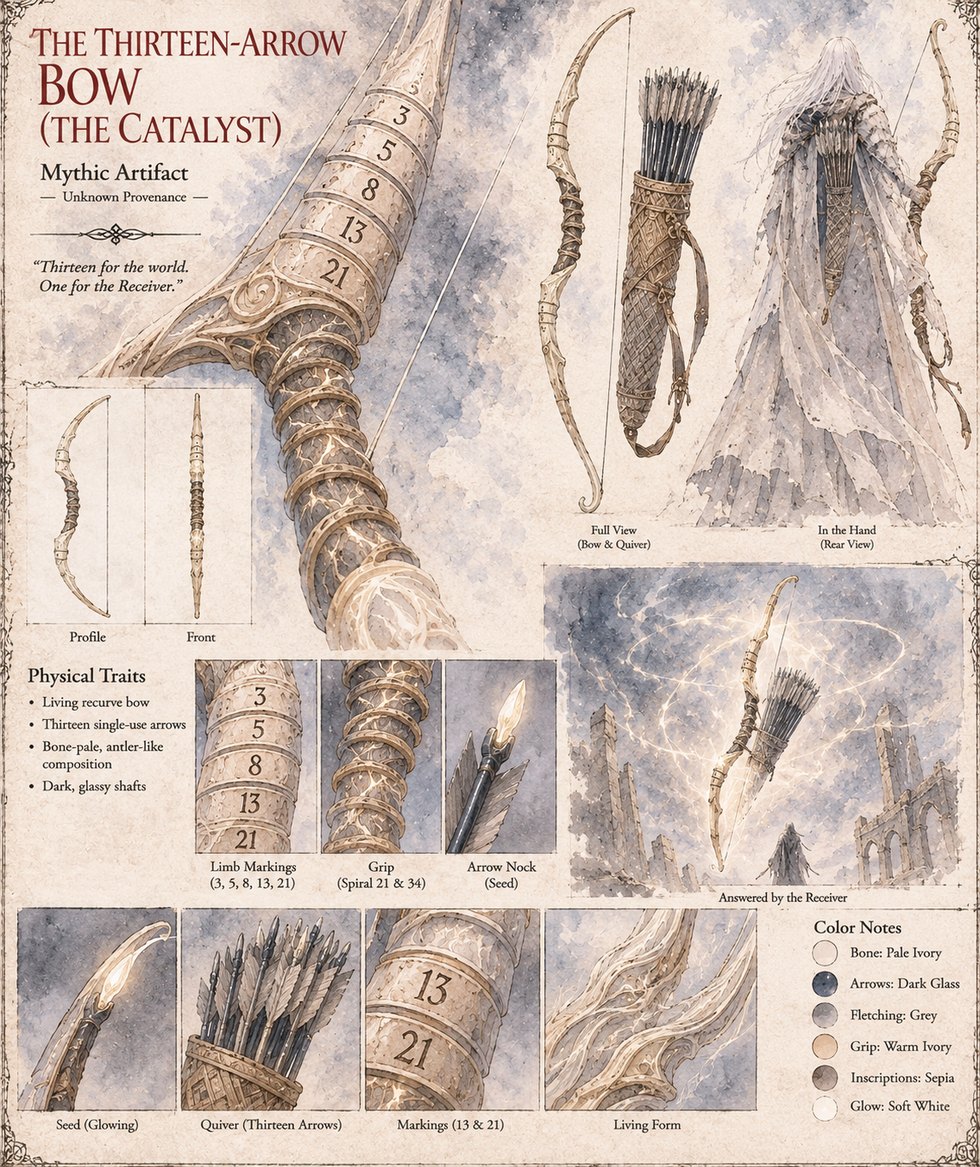 THE THIRTEEN-ARROW
BOW
(THE CATALYST)
Mythic Artifact
— Unknown Provenance —
“Thirteen for the world.
One for the Receiver.”
3
5
8
13
21
Profile
Front
Full View
(Bow & Quiver)
In the Hand
(Rear View)
Physical Traits
• Living recurve bow
• Thirteen single-use arrows
• Bone-pale, antler-like
composition
• Dark, glassy shafts
3
5
8
13
21
Limb Markings
(3, 5, 8, 13, 21)
Grip
(Spiral 21 & 34)
Arrow Nock
(Seed)
Answered by the Receiver
Seed (Glowing)
Quiver (Thirteen Arrows)
13
21
Markings (13 & 21)
Living Form
Color Notes
Bone: Pale Ivory
Arrows: Dark Glass
Fletching: Grey
Grip: Warm Ivory
Inscriptions: Sepia
Glow: Soft White